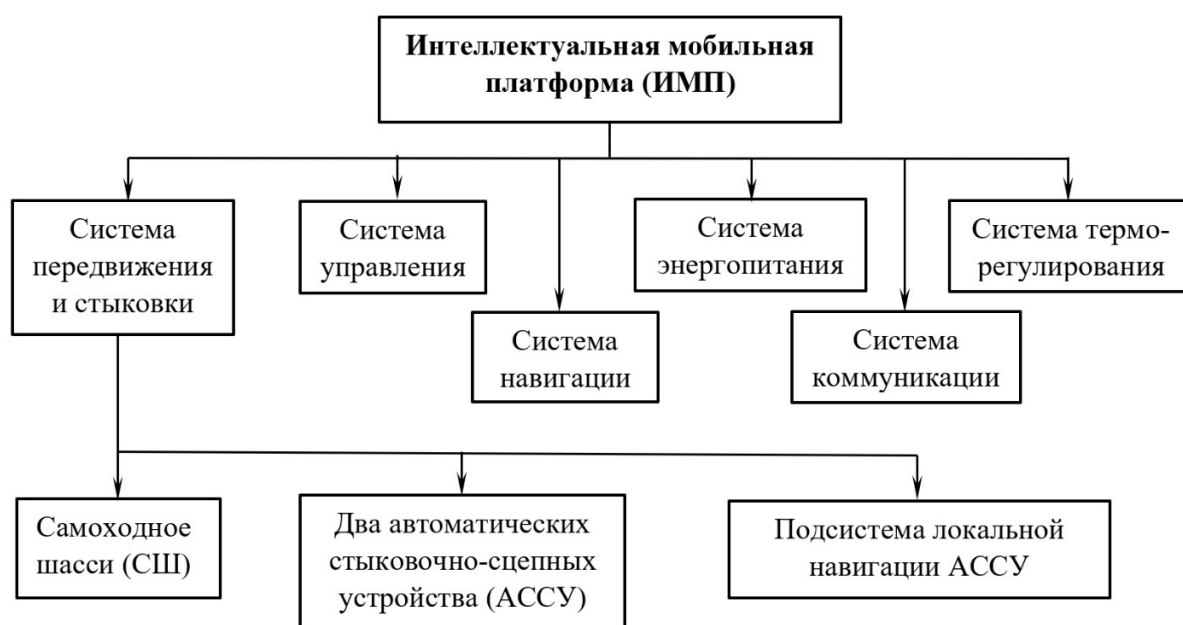 Интеллектуальная мобильная
платформа (ИМП)
Система
передвижения
и стыковки
Система
управления
Система
навигации
Система
энергопитания
Система
коммуникации
Система термо-
регулирования
Самоходное
шасси (СШ)
Два автоматических
стыковочно-сцепных
устройства (АССУ)
Подсистема локальной
навигации АССУ